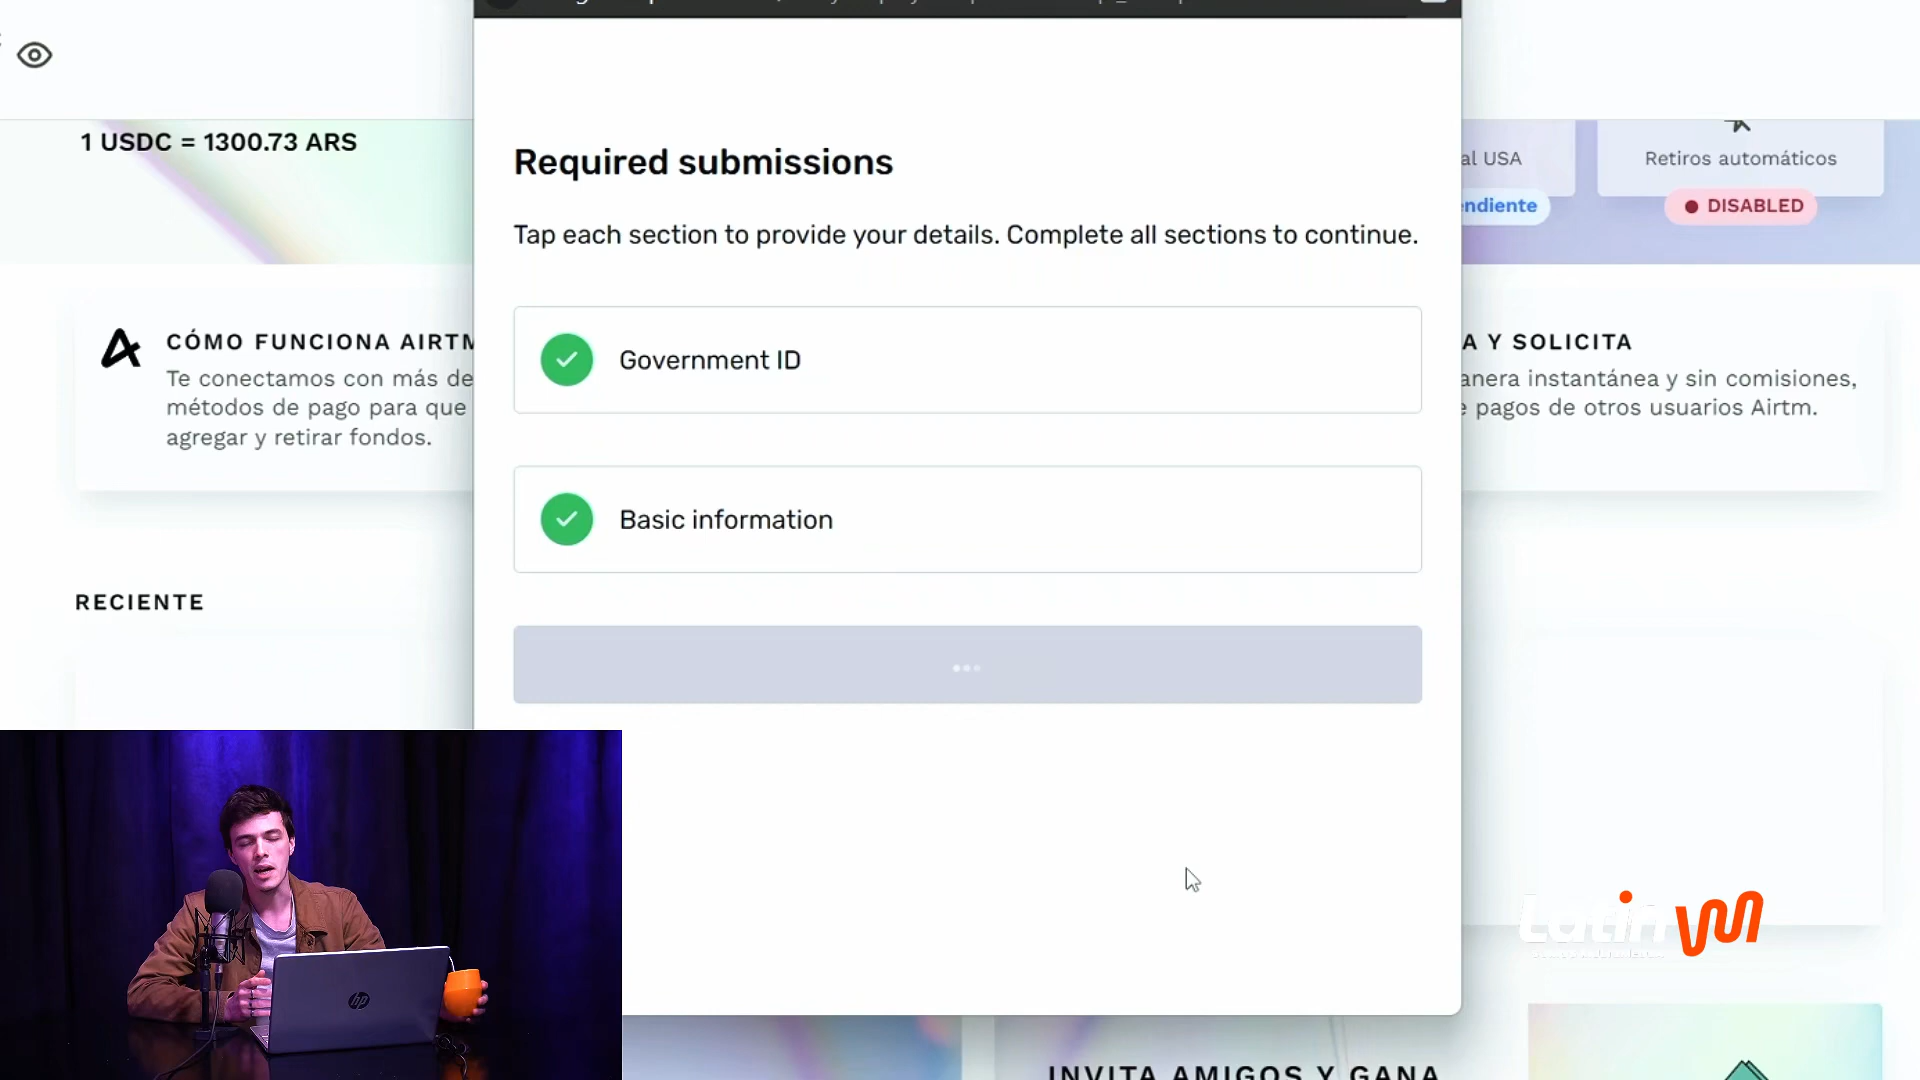 1 USDC = 1300.73 ARS
Required submissions
Tap each section to provide your details. Complete all sections to continue.
Government ID
Basic information
al USA
ndiente
Retiros automáticos
DISABLED
CÓMO FUNCIONA AIRTM
Te conectamos con más de
métodos de pago para que
agregar y retirar fondos.
A Y SOLICITA
anera instantánea y sin comisiones,
e pagos de otros usuarios Airtm.
RECIENTE
hp
Latin
INVITA AMIGOS Y GANA